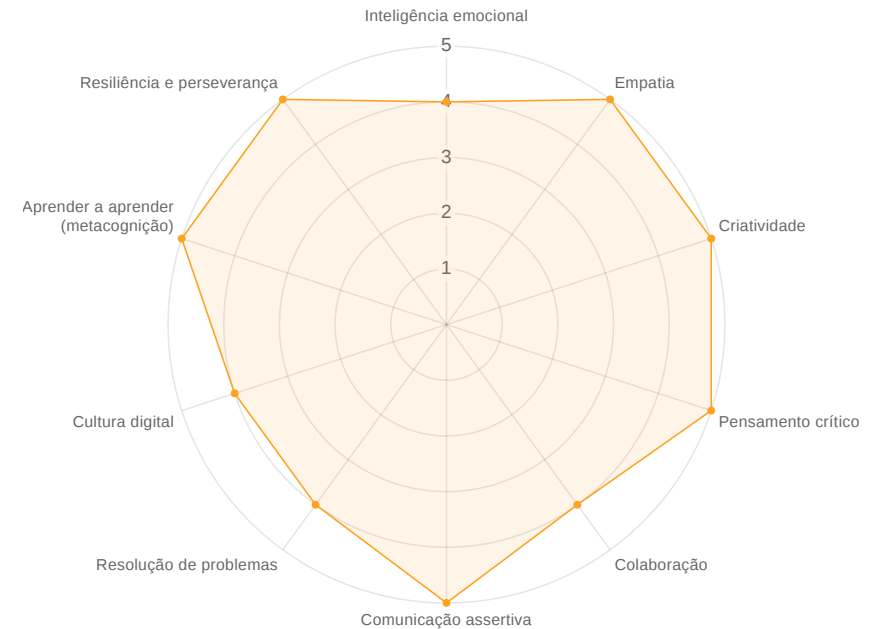 Inteligência emocional
5
Resiliência e perseverança
Empatia
4
3
Aprender a aprender
(metacognição)
2
Criatividade
1
Cultura digital
Pensamento crítico
Resolução de problemas
Colaboração
Comunicação assertiva